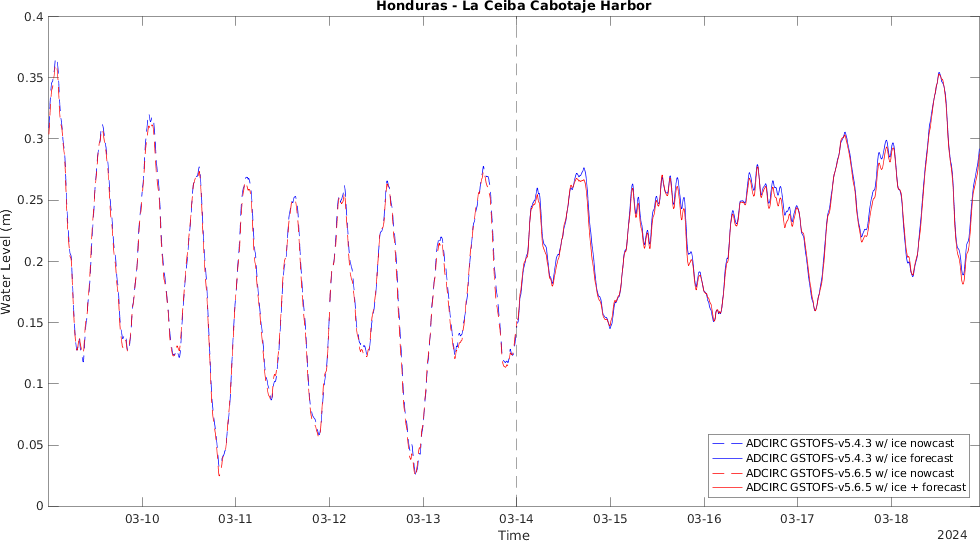 Honduras - La Ceiba Cabotaje Harbor
0.4
0.35
0.3
0.25
0.2
0.15
0.1
0.05
0
Water Level (m)
03-10 03-11 03-12 03-13 03-14 03-15 03-16 03-17 03-18
Time
2024
ADCIRC GSTOFS-v5.4.3 w/ ice nowcast
ADCIRC GSTOFS-v5.4.3 w/ ice forecast
ADCIRC GSTOFS-v5.6.5 w/ ice nowcast
ADCIRC GSTOFS-v5.6.5 w/ ice + forecast